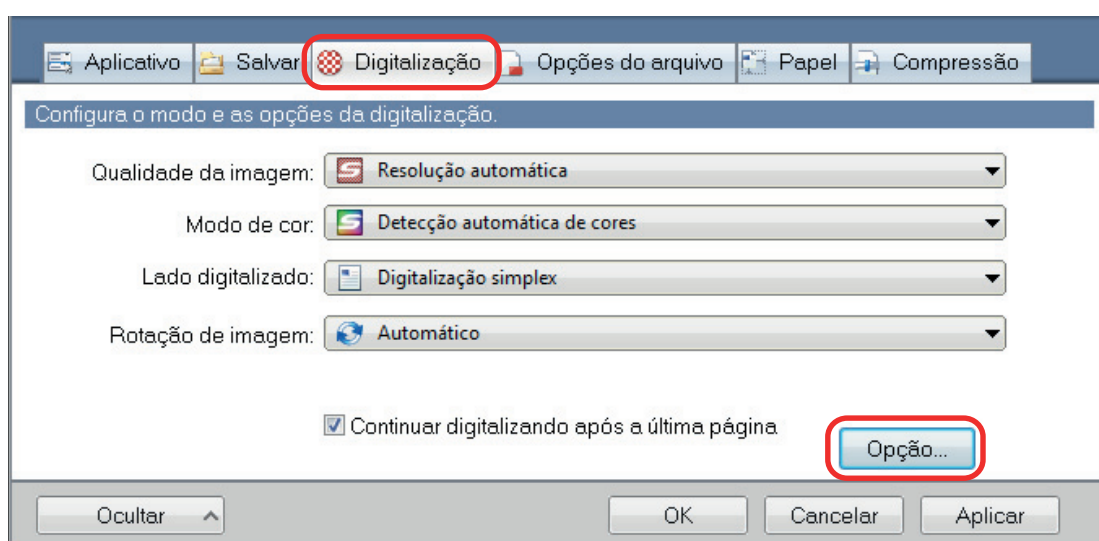 Aplicativo Salvar Digitalização Opções do arquivo Papel Compressão
Configura o modo e as opções da digitalização.
Qualidade da imagem: Resolução automática
Modo de cor: Detecção automática de cores
Lado digitalizado: Digitalização simplex
Rotação de imagem: Automático
Continuar digitalizando após a última página
Opção...
Ocultar OK Cancelar Aplicar